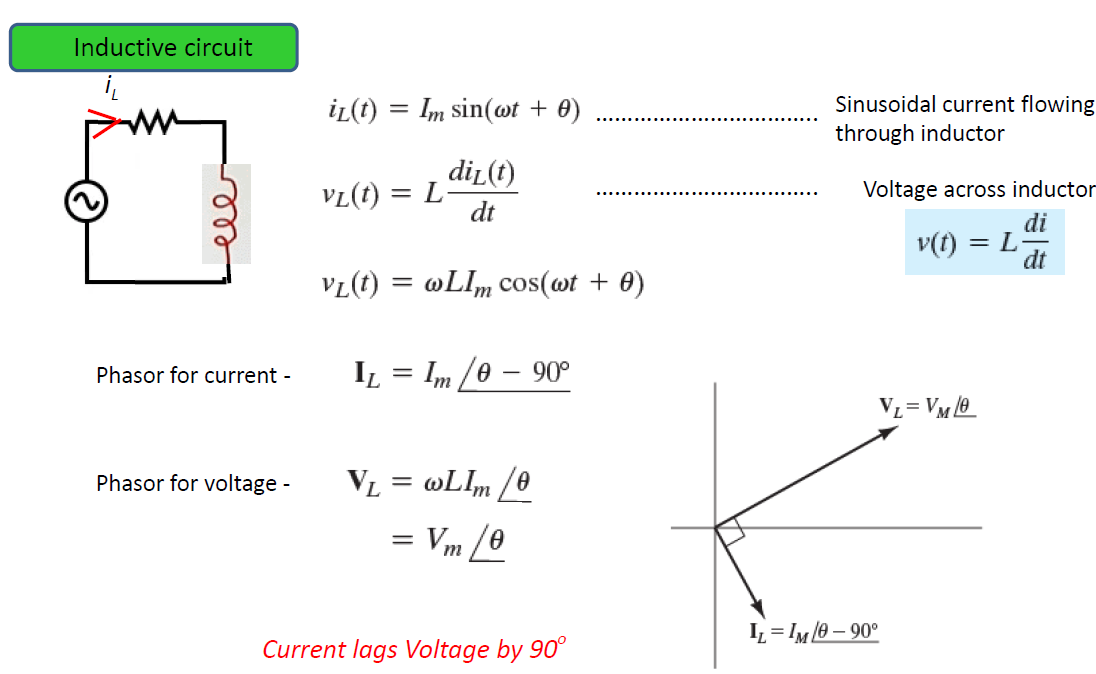 Inductive circuit
i_L
i_L(t) = I_m sin(ωt + θ) ..................................... Sinusoidal current flowing
through inductor
v_L(t) = L di_L(t)/dt ..................................... Voltage across inductor
v(t) = L di/dt
v_L(t) = ωLI_m cos(ωt + θ)
Phasor for current - I_L = I_m ∠θ − 90°
V_L = V_M ∠θ
Phasor for voltage - V_L = ωLI_m ∠θ
= V_m ∠θ
I_L = I_M ∠θ − 90°
Current lags Voltage by 90°